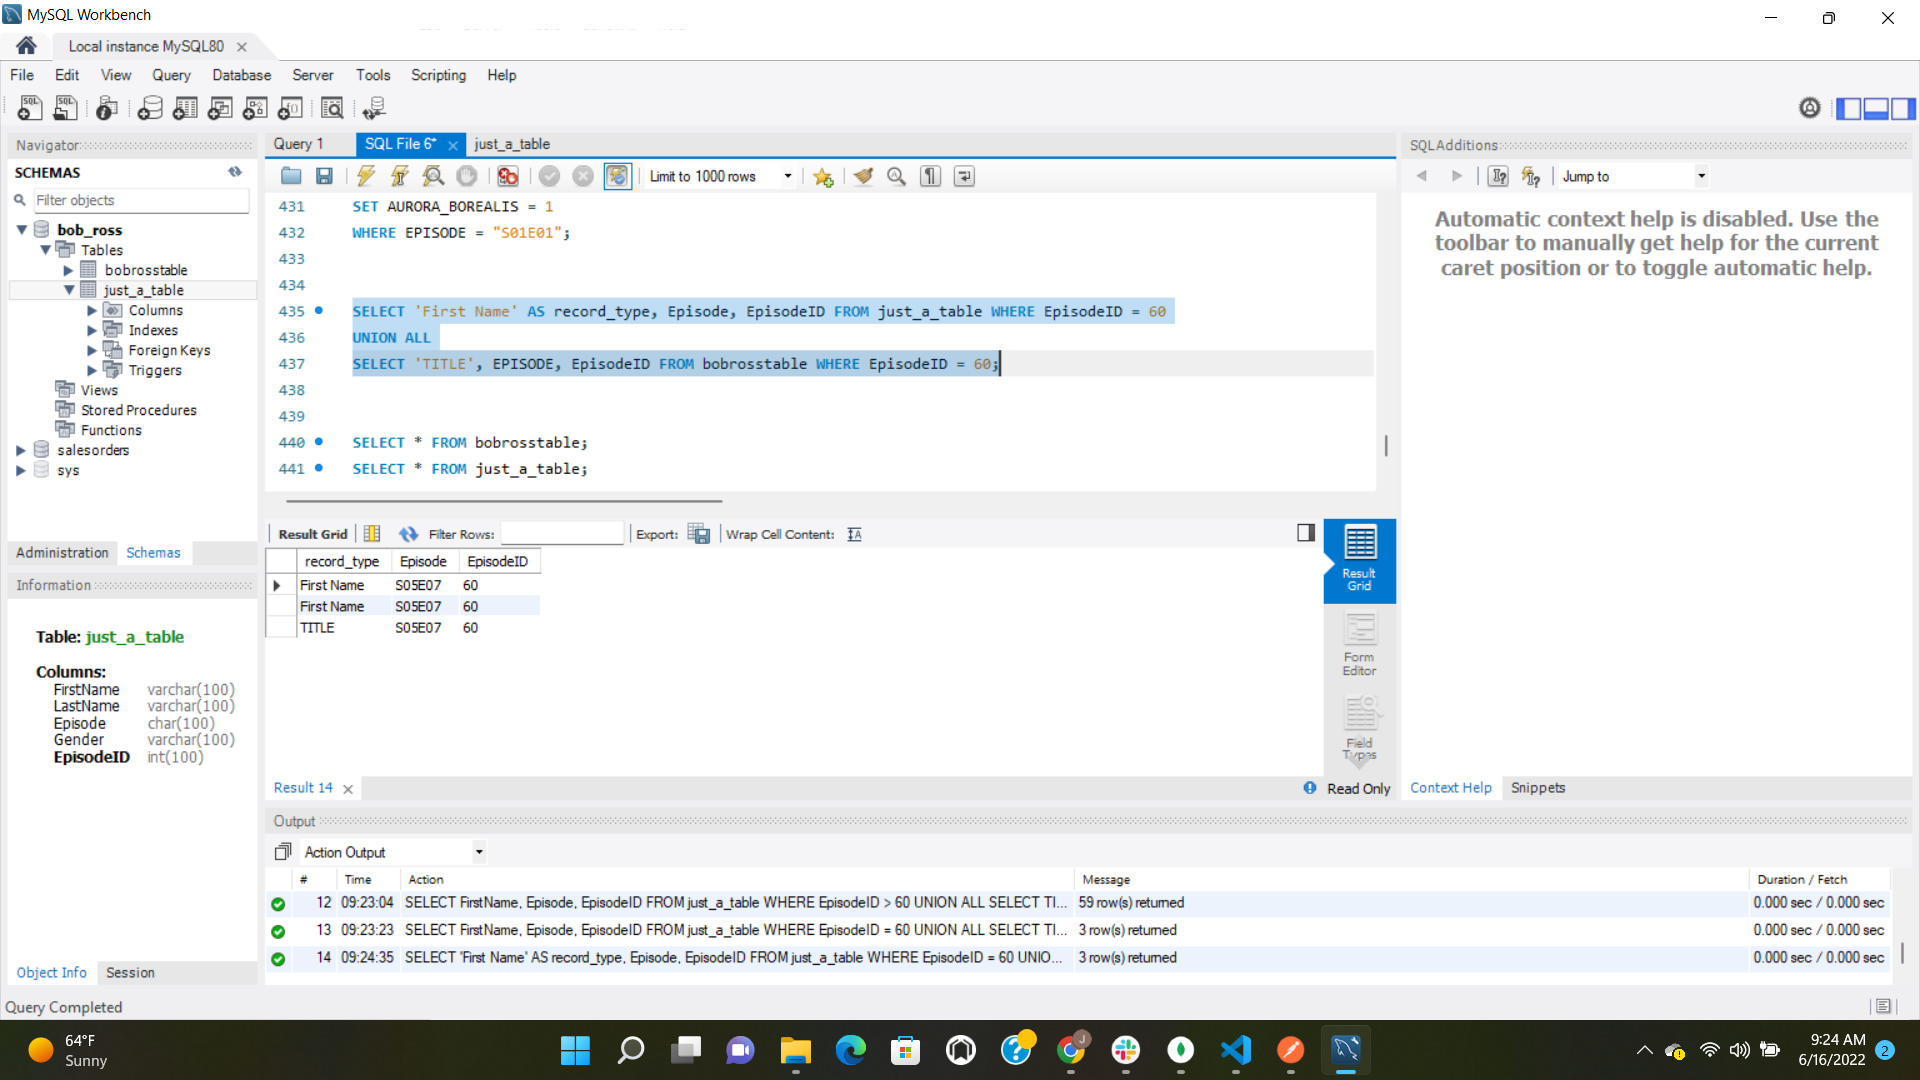 MySQL Workbench
Local instance MySQL80
File Edit View Query Database Server Tools Scripting Help
Navigator
SCHEMAS
Filter objects
bob_ross
Tables
bobrosstable
just_a_table
Columns
Indexes
Foreign Keys
Triggers
Views
Stored Procedures
Functions
salesorders
sys
Administration Schemas
Information
Table: just_a_table
Columns:
FirstName varchar(100)
LastName varchar(100)
Episode char(100)
Gender varchar(100)
EpisodeID int(100)
Object Info Session
Query 1 SQL File 6* just_a_table
Limit to 1000 rows
431 SET AURORA_BOREALIS = 1
432 WHERE EPISODE = "S01E01";
433
434
435 SELECT 'First Name' AS record_type, Episode, EpisodeID FROM just_a_table WHERE EpisodeID = 60
436 UNION ALL
437 SELECT 'TITLE', EPISODE, EpisodeID FROM bobrosstable WHERE EpisodeID = 60;
438
439
440 SELECT * FROM bobrosstable;
441 SELECT * FROM just_a_table;
Result Grid Filter Rows: Export: Wrap Cell Content:
record_type Episode EpisodeID
First Name S05E07 60
First Name S05E07 60
TITLE S05E07 60
Result Grid
Form Editor
Field Types
Result 14
Read Only
SQLAdditions
Jump to
Automatic context help is disabled. Use the
toolbar to manually get help for the current
caret position or to toggle automatic help.
Context Help Snippets
Output
Action Output
# Time Action Message Duration / Fetch
12 09:23:04 SELECT FirstName, Episode, EpisodeID FROM just_a_table WHERE EpisodeID > 60 UNION ALL SELECT TI... 59 row(s) returned 0.000 sec / 0.000 sec
13 09:23:23 SELECT FirstName, Episode, EpisodeID FROM just_a_table WHERE EpisodeID = 60 UNION ALL SELECT TI... 3 row(s) returned 0.000 sec / 0.000 sec
14 09:24:35 SELECT 'First Name' AS record_type, Episode, EpisodeID FROM just_a_table WHERE EpisodeID = 60 UNIO... 3 row(s) returned 0.000 sec / 0.000 sec
Query Completed
64°F
Sunny
9:24 AM
6/16/2022
2